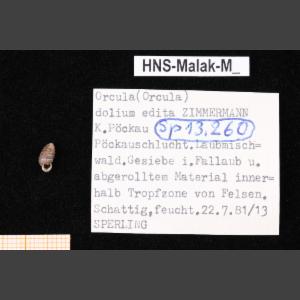 HNS-Malak-M_
Orcula(Orcula)
dolium edita ZIMMERMANN
K.Pöckau Sp13.260
Pöckauschlucht.Laubmisch-
wald.Gesiebe i.Fallaub u.
abgerolltem Material inner=
halb Tropfzone von Felsen.
Schattig,feucht.22.7.81/13
SPERLING